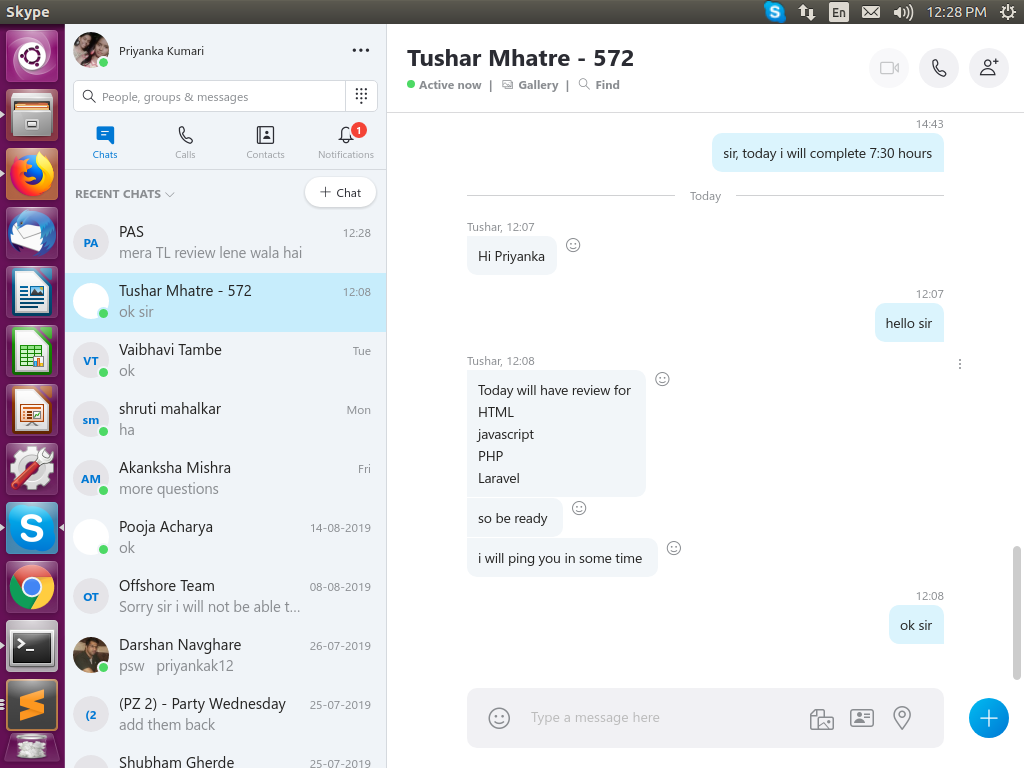 Skype
En
12:28 PM
Priyanka Kumari
People, groups & messages
Chats
Calls
Contacts
Notifications
1
RECENT CHATS
+ Chat
PA
PAS
12:28
mera TL review lene wala hai
Tushar Mhatre - 572
12:08
ok sir
VT
Vaibhavi Tambe
Tue
ok
sm
shruti mahalkar
Mon
ha
AM
Akanksha Mishra
Fri
more questions
Pooja Acharya
14-08-2019
ok
OT
Offshore Team
08-08-2019
Sorry sir i will not be able t...
Darshan Navghare
26-07-2019
psw priyankak12
(2
(PZ 2) - Party Wednesday
25-07-2019
add them back
Shubham Gherde
25-07-2019
Tushar Mhatre - 572
Active now | Gallery | Find
14:43
sir, today i will complete 7:30 hours
Today
Tushar, 12:07
Hi Priyanka
12:07
hello sir
Tushar, 12:08
Today will have review for
HTML
javascript
PHP
Laravel
so be ready
i will ping you in some time
12:08
ok sir
Type a message here